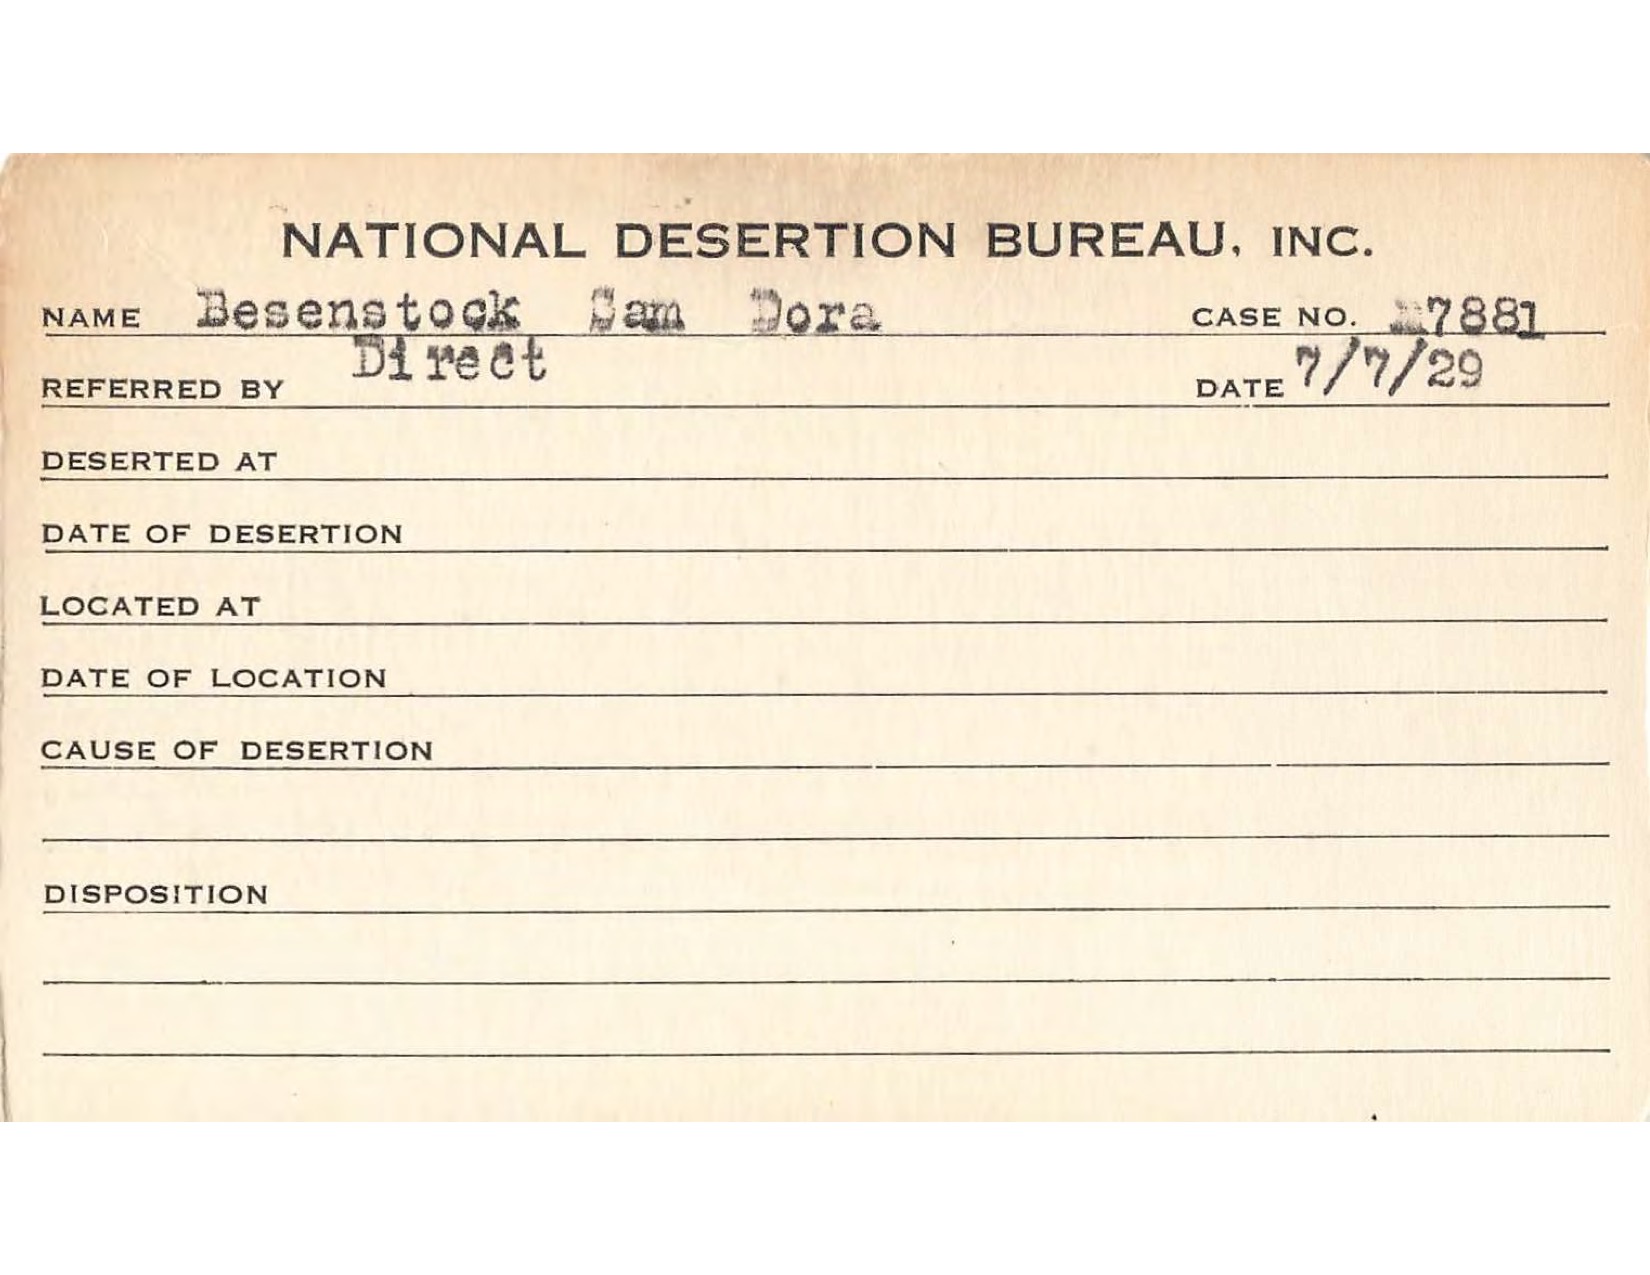 NATIONAL DESERTION BUREAU, INC.
NAME Besenstock Sam Dora CASE NO. M7881
REFERRED BY Direct DATE 7/7/29
DESERTED AT
DATE OF DESERTION
LOCATED AT
DATE OF LOCATION
CAUSE OF DESERTION
DISPOSITION